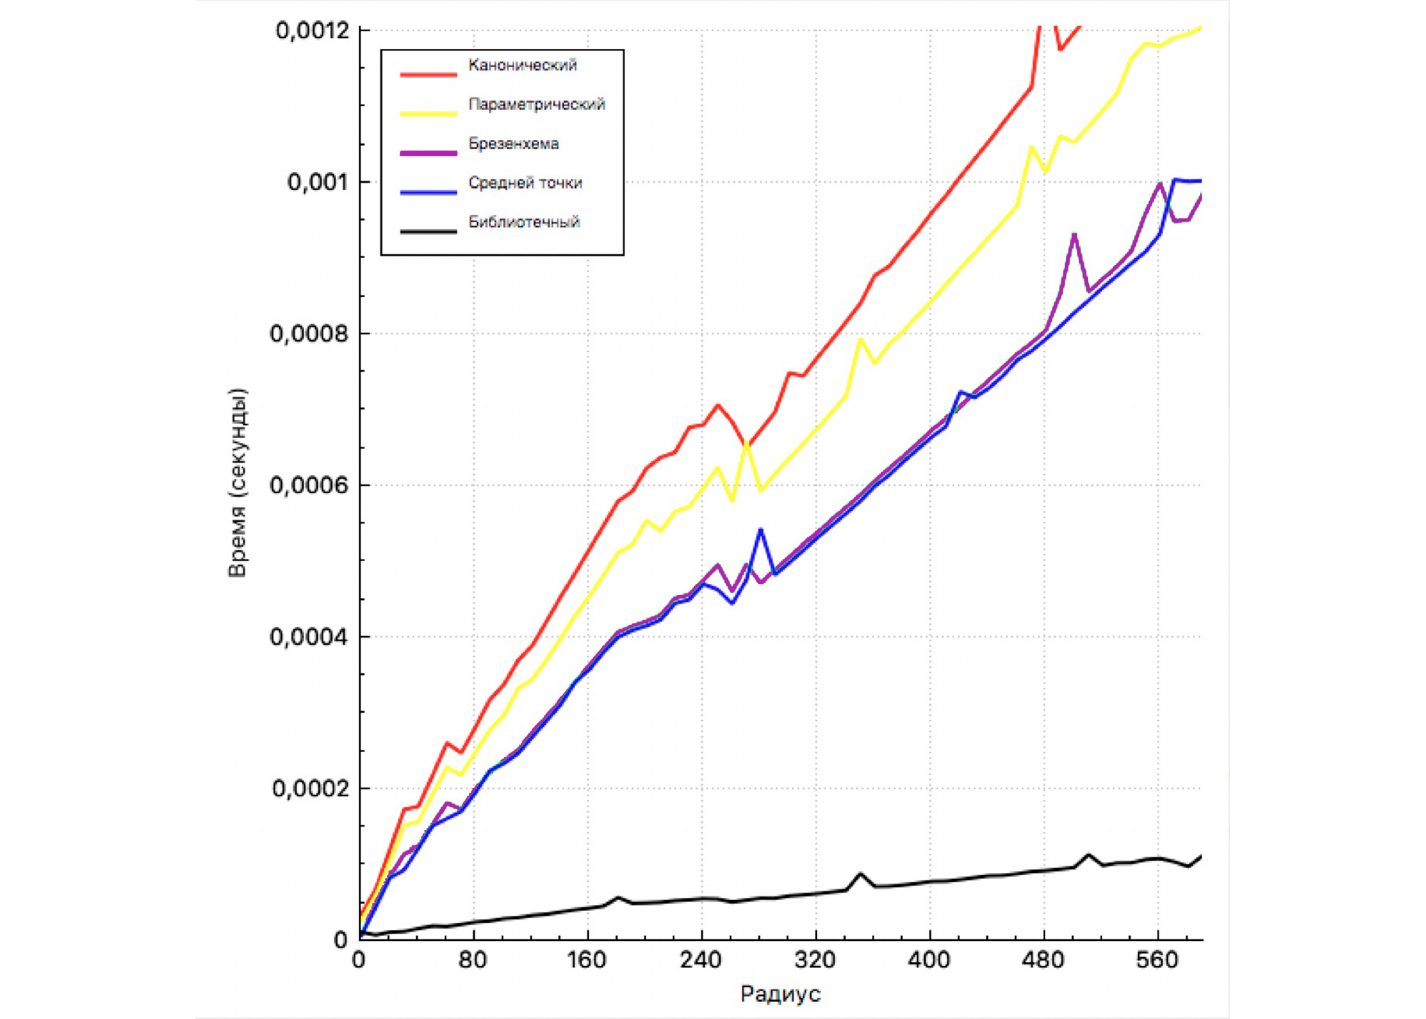 0,0012
0,001
0,0008
0,0006
0,0004
0,0002
0
Время (секунды)
Канонический
Параметрический
Брезенхема
Средней точки
Библиотечный
0 80 160 240 320 400 480 560
Радиус